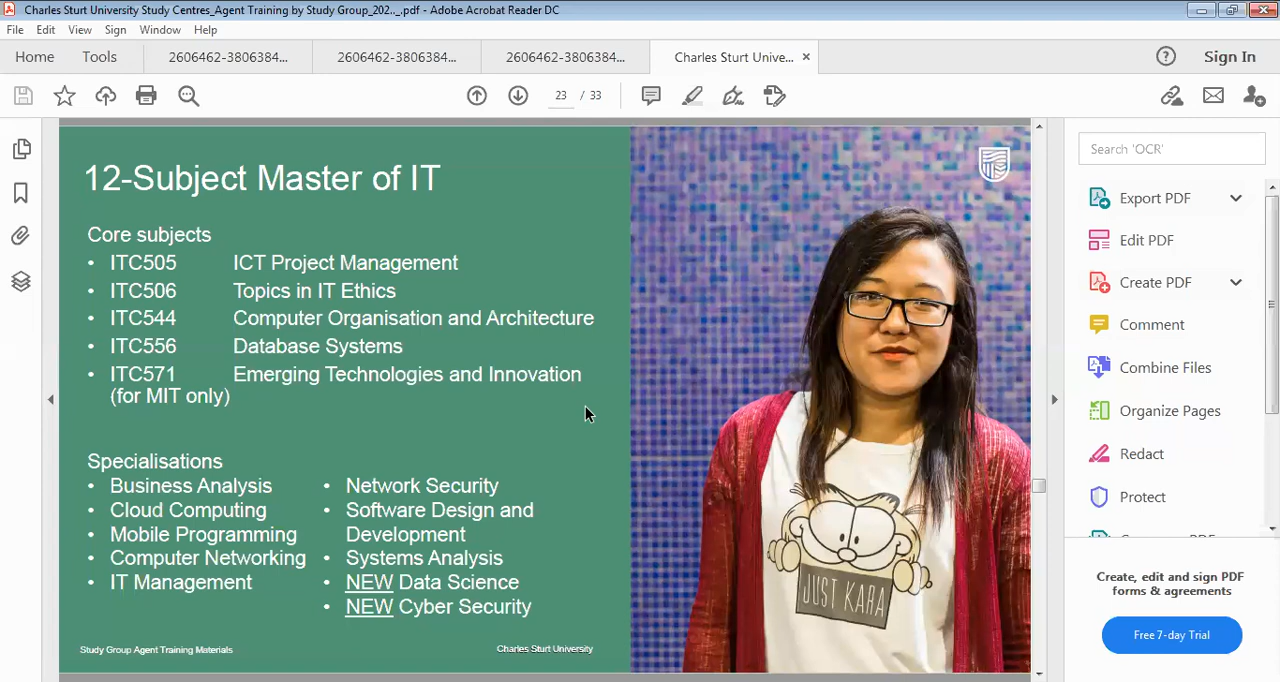 Charles Sturt University Study Centres_Agent Training by Study Group_202..._.pdf - Adobe Acrobat Reader DC
File Edit View Sign Window Help
Home Tools 2606462-3806384... 2606462-3806384... 2606462-3806384... Charles Sturt Unive... × ? Sign In
23 / 33
12-Subject Master of IT
Core subjects
• ITC505 ICT Project Management
• ITC506 Topics in IT Ethics
• ITC544 Computer Organisation and Architecture
• ITC556 Database Systems
• ITC571 Emerging Technologies and Innovation
(for MIT only)
Specialisations
• Business Analysis
• Cloud Computing
• Mobile Programming
• Computer Networking
• IT Management
• Network Security
• Software Design and
Development
• Systems Analysis
• NEW Data Science
• NEW Cyber Security
Study Group Agent Training Materials
Charles Sturt University
JUST KARA
Search 'OCR'
Export PDF
Edit PDF
Create PDF
Comment
Combine Files
Organize Pages
Redact
Protect
Create, edit and sign PDF
forms & agreements
Free 7-day Trial